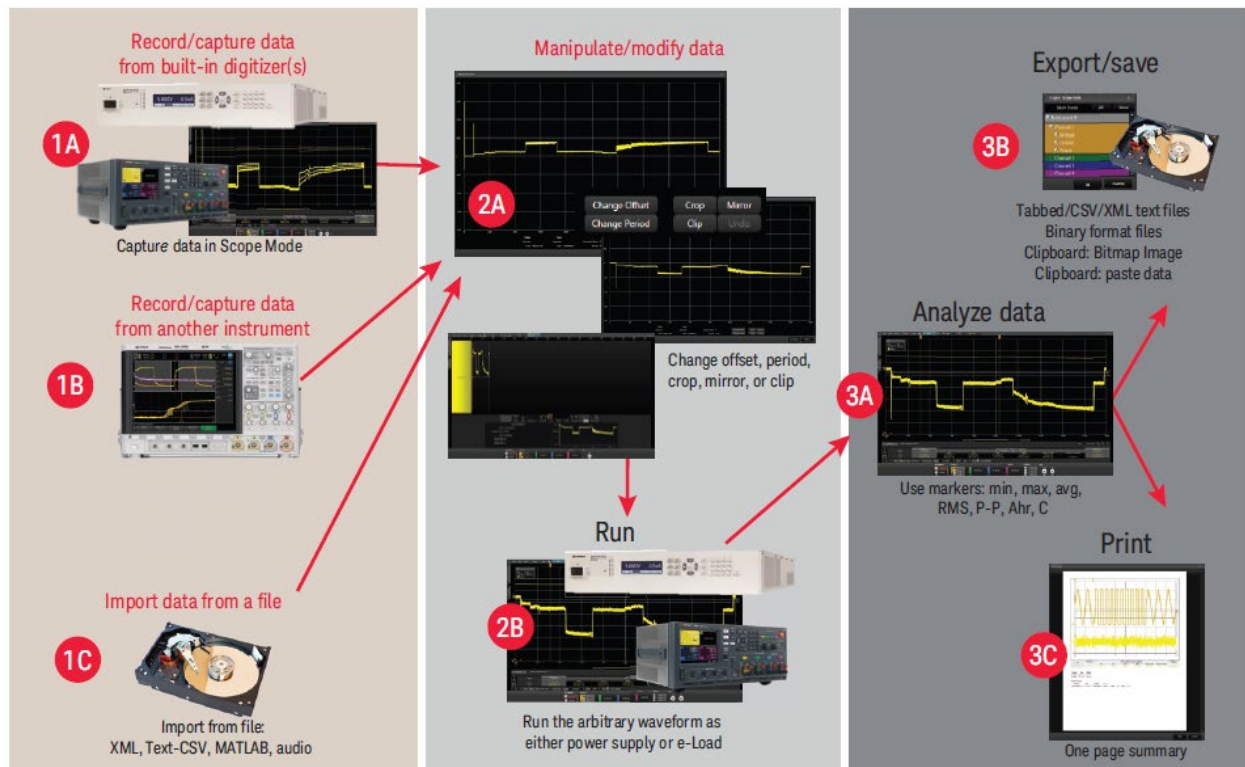 Record/capture data
from built-in digitizer(s)
1A
Capture data in Scope Mode
Record/capture data
from another instrument
1B
Import data from a file
1C
Import from file:
XML, Text-CSV, MATLAB, audio
Manipulate/modify data
2A
Change Offset
Crop
Mirror
Change Period
Clip
Undo
Change offset, period,
crop, mirror, or clip
Run
2B
Run the arbitrary waveform as
either power supply or e-Load
Export/save
3B
Tabbed/CSV/XML text files
Binary format files
Clipboard: Bitmap Image
Clipboard: paste data
Analyze data
3A
Use markers: min, max, avg,
RMS, P-P, Ahr, C
Print
3C
One page summary